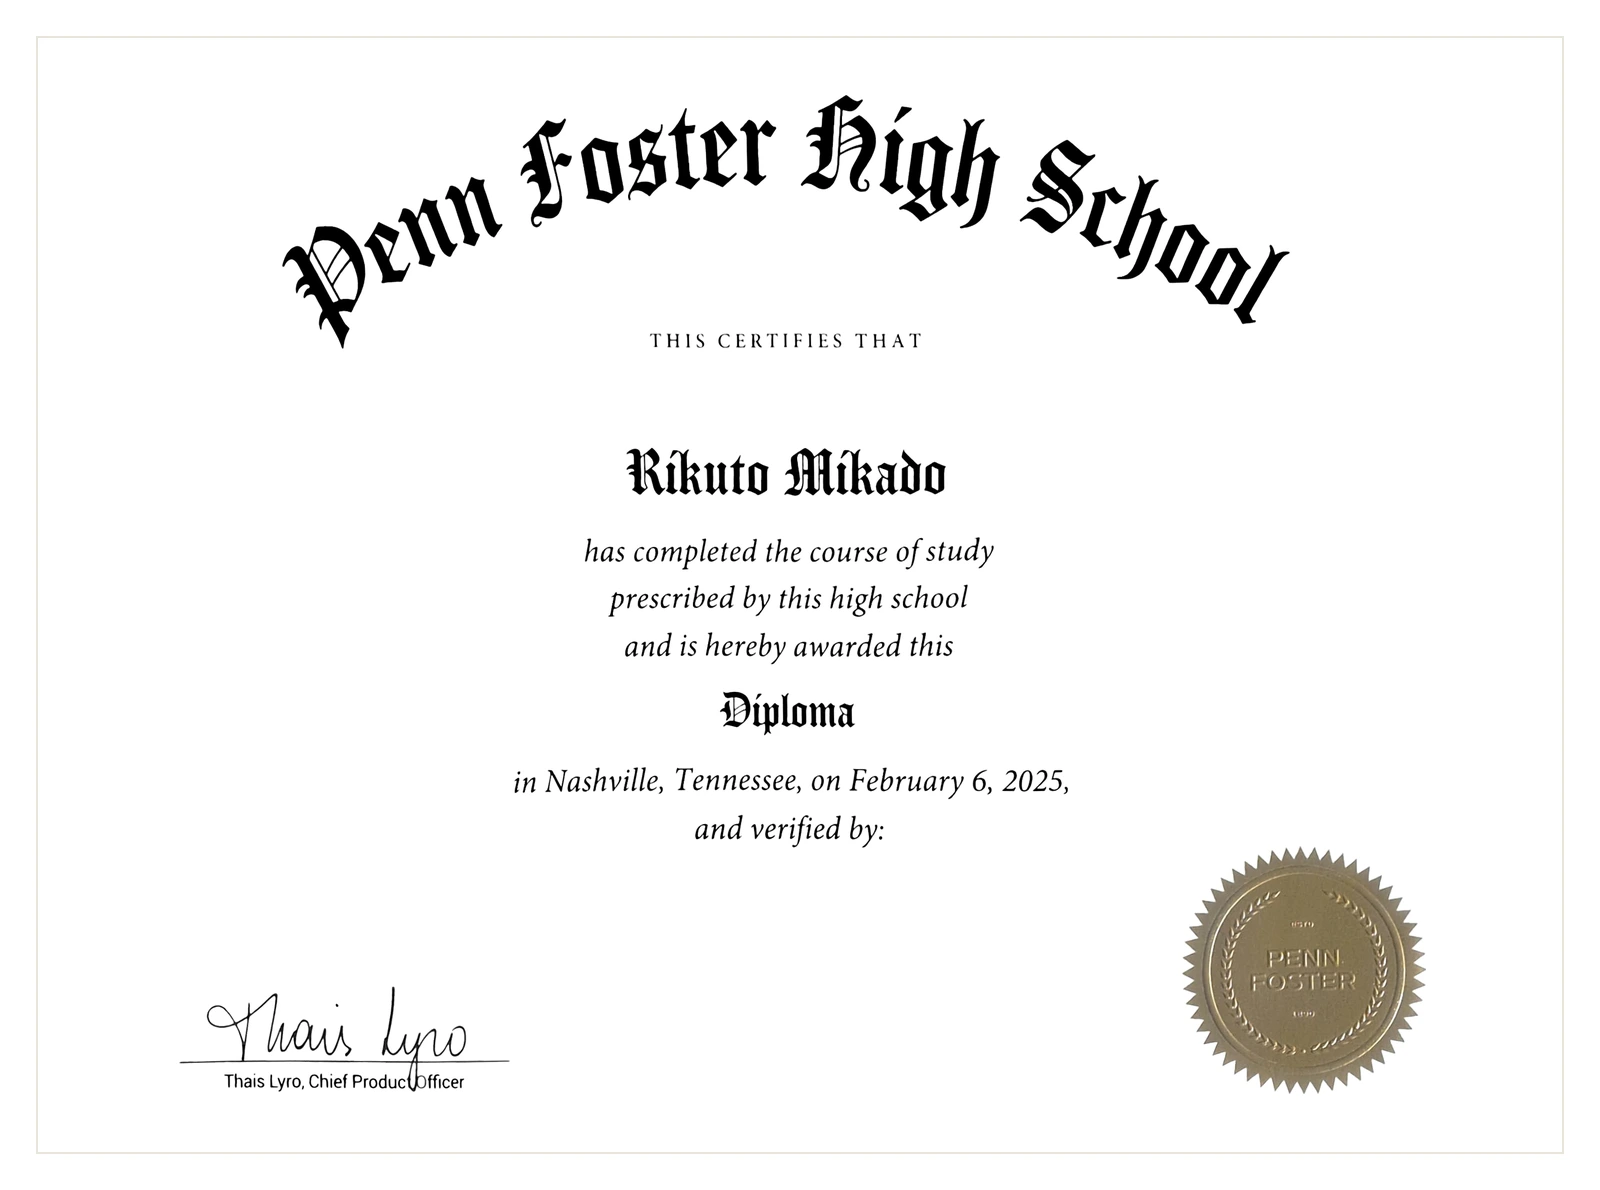 Penn Foster High School
THIS CERTIFIES THAT
Rikuto Mikado
has completed the course of study
prescribed by this high school
and is hereby awarded this
Diploma
in Nashville, Tennessee, on February 6, 2025,
and verified by:
Thais Lyro
Thais Lyro, Chief Product Officer
ESTD
PENN
FOSTER
1890